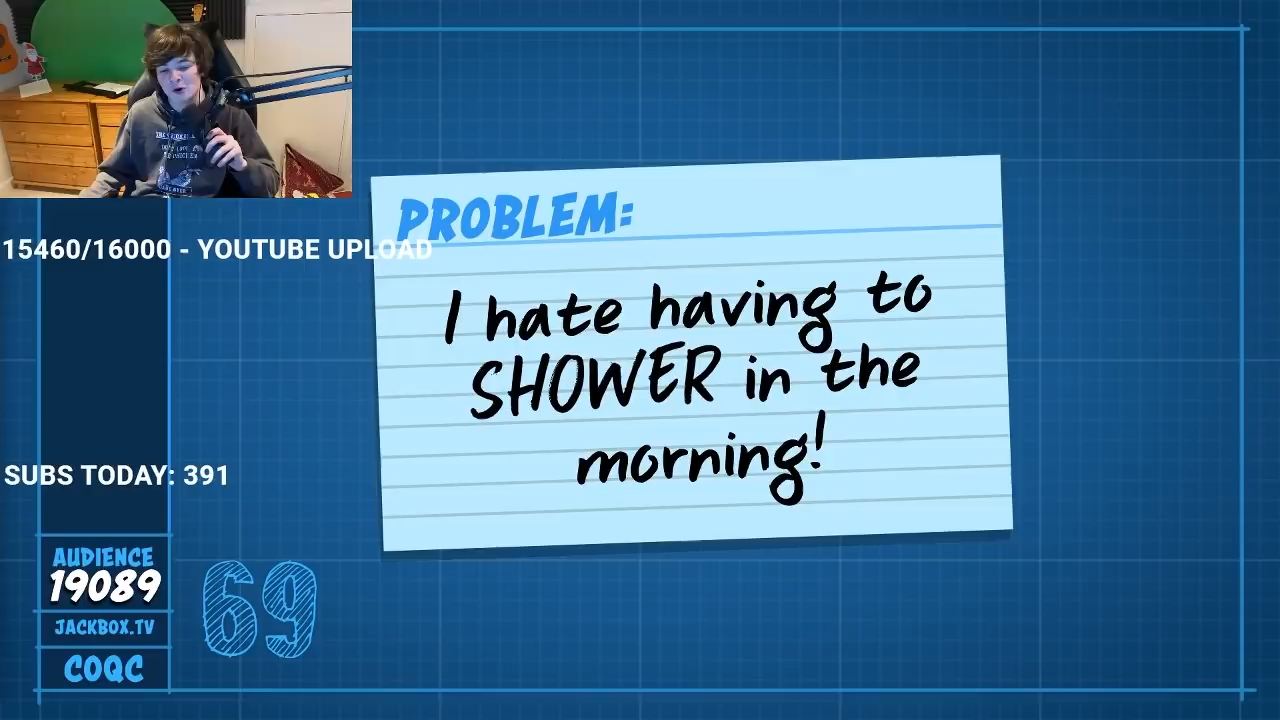 PROBLEM:
15460/16000 - YOUTUBE UPLOAD
I hate having to
SHOWER in the
morning!
SUBS TODAY: 391
AUDIENCE
19089
69
JACKBOX.TV
COQC